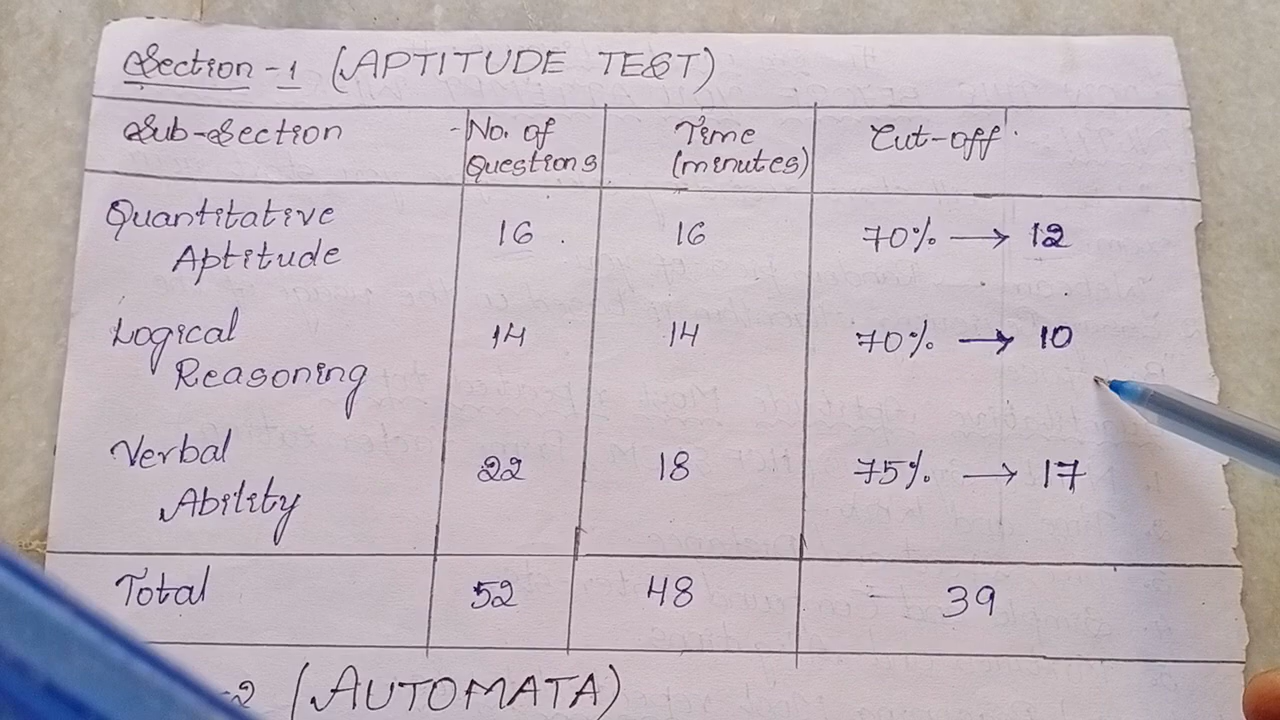 Section - 1 (APTITUDE TEST)
Sub-Section No. of Questions Time (minutes) Cut-off
Quantitative Aptitude 16 16 70% → 12
Logical Reasoning 14 14 70% → 10
Verbal Ability 22 18 75% → 17
Total 52 48 39
-2 (AUTOMATA)